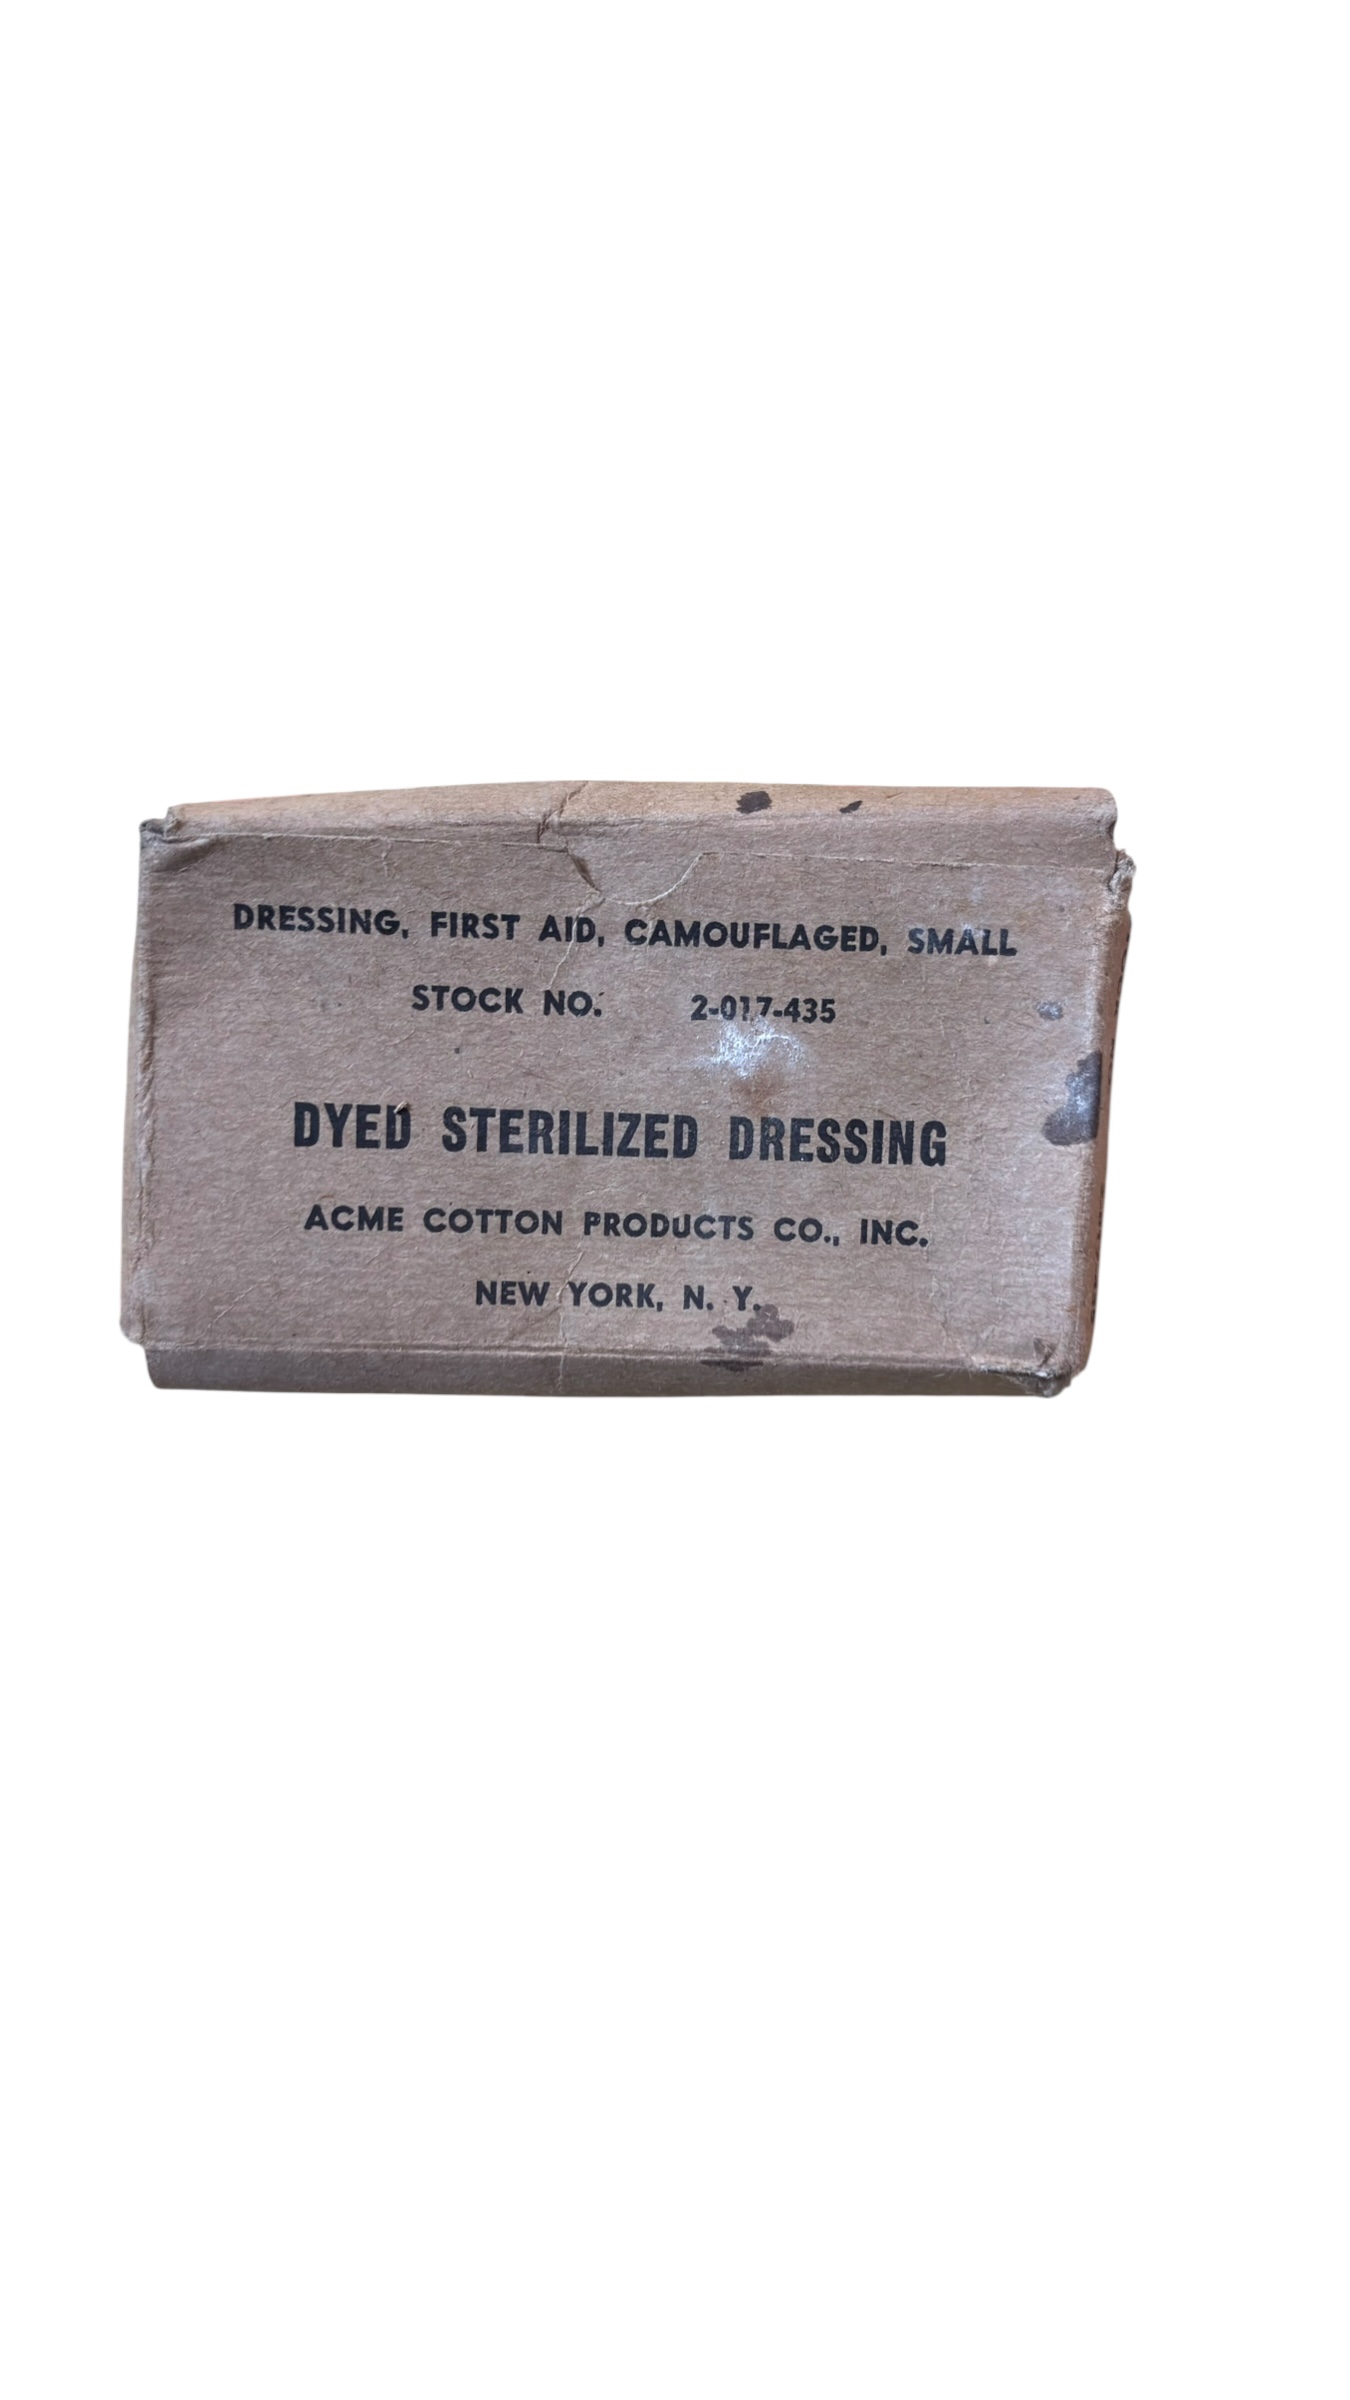 DRESSING, FIRST AID, CAMOUFLAGED, SMALL
STOCK NO. 2-017-435
DYED STERILIZED DRESSING
ACME COTTON PRODUCTS CO., INC.
NEW YORK, N. Y.